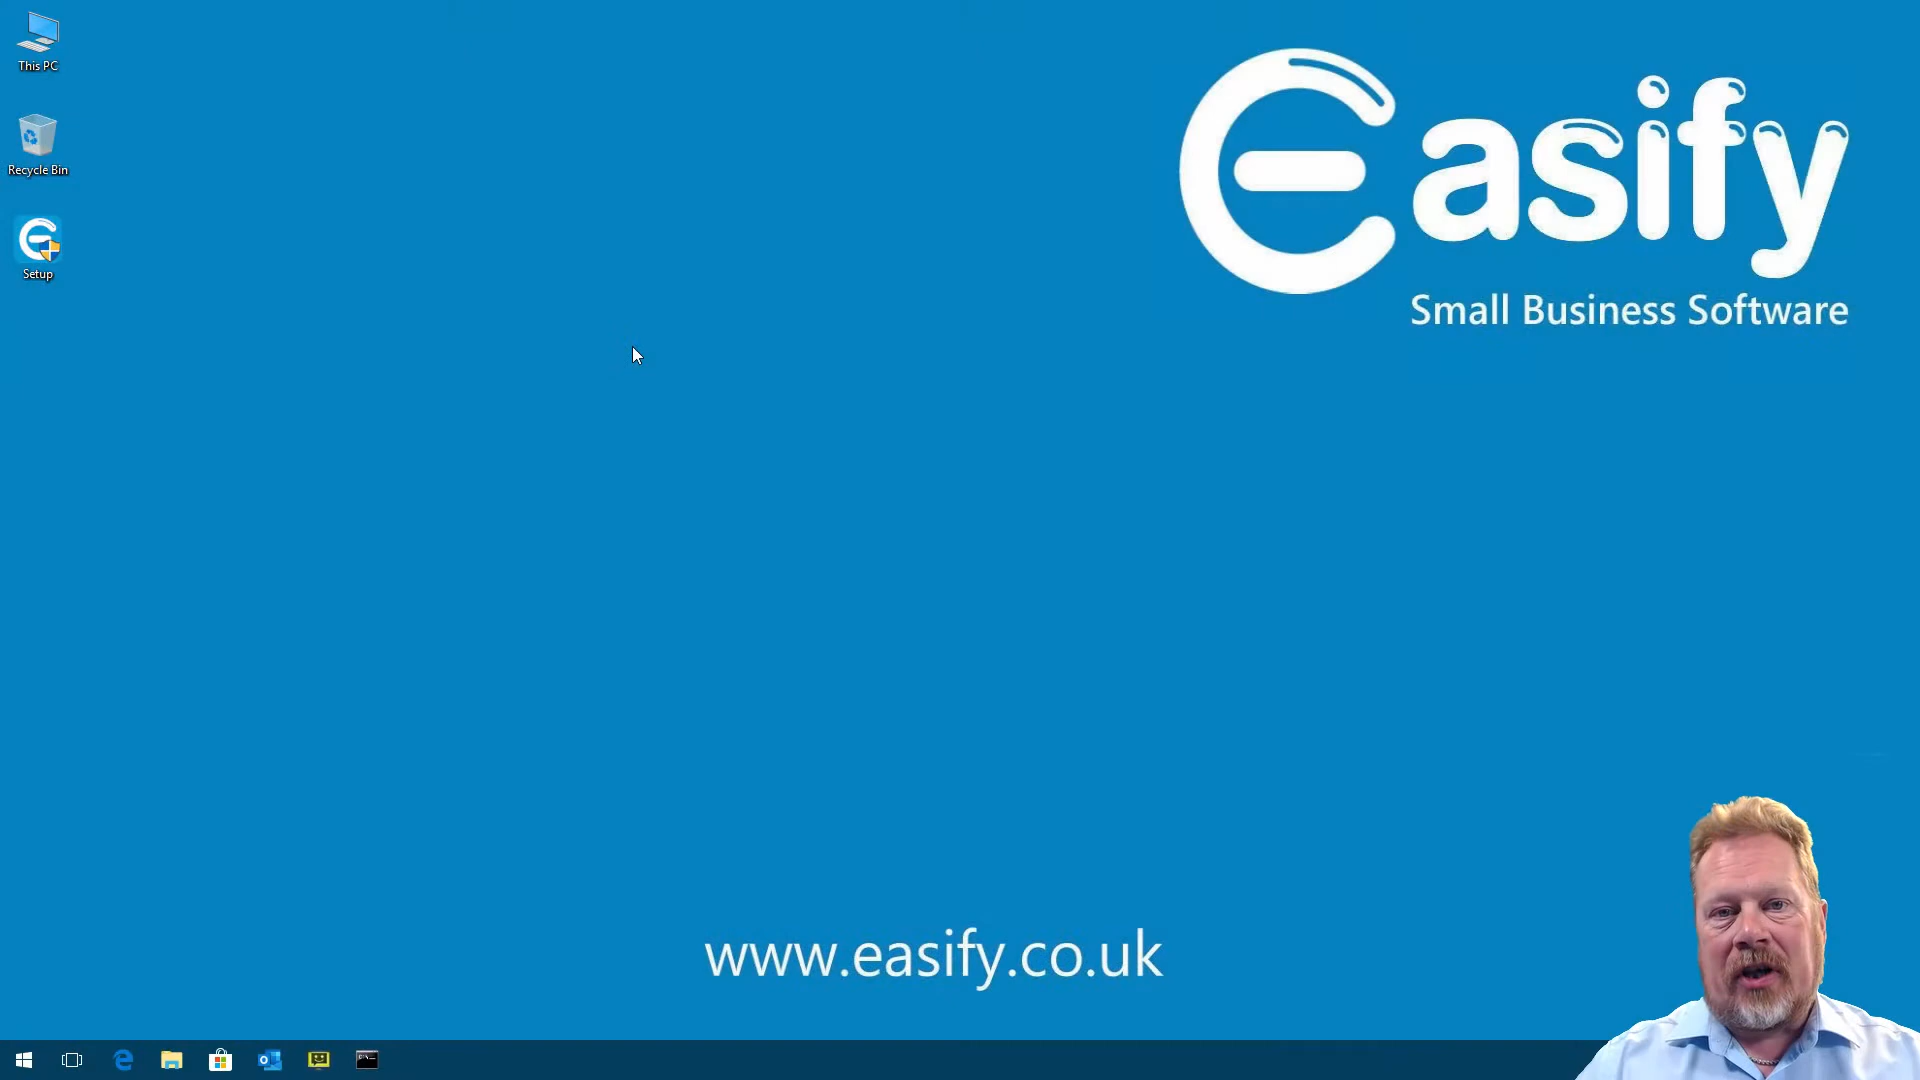 This PC
Recycle Bin
Setup
Easify
Small Business Software
www.easify.co.uk